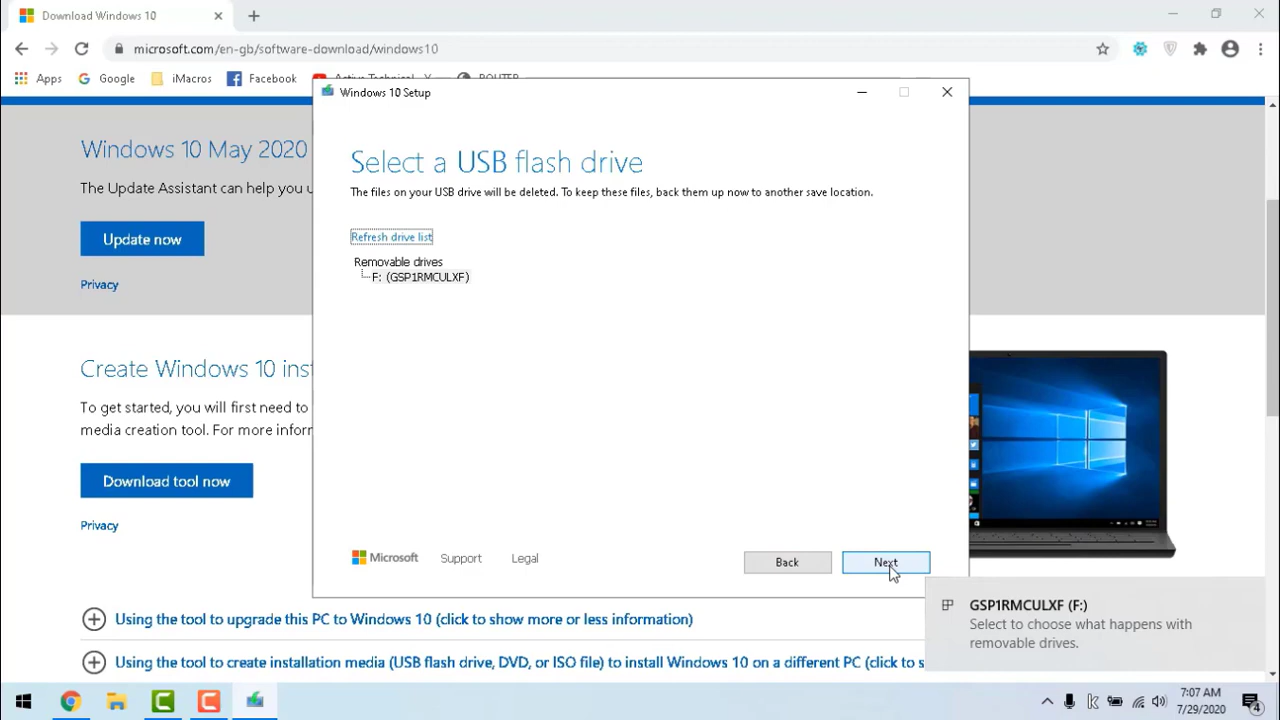 Download Windows 10
microsoft.com/en-gb/software-download/windows10
Apps
Google
iMacros
Facebook
Windows 10 Setup
Windows 10 May 2020
The Update Assistant can help you
Update now
Privacy
Select a USB flash drive
The files on your USB drive will be deleted. To keep these files, back them up now to another save location.
Refresh drive list
Removable drives
F: (GSP1RMCULXF)
Create Windows 10
To get started, you will first need to
media creation tool. For more
Download tool now
Privacy
Microsoft
Support
Legal
Back
Next
GSP1RMCULXF (F:)
Select to choose what happens with
removable drives.
Using the tool to upgrade this PC to Windows 10 (click to show more or less information)
Using the tool to create installation media (USB flash drive, DVD, or ISO file) to install Windows 10 on a different PC (click to
7:07 AM
7/29/2020
4